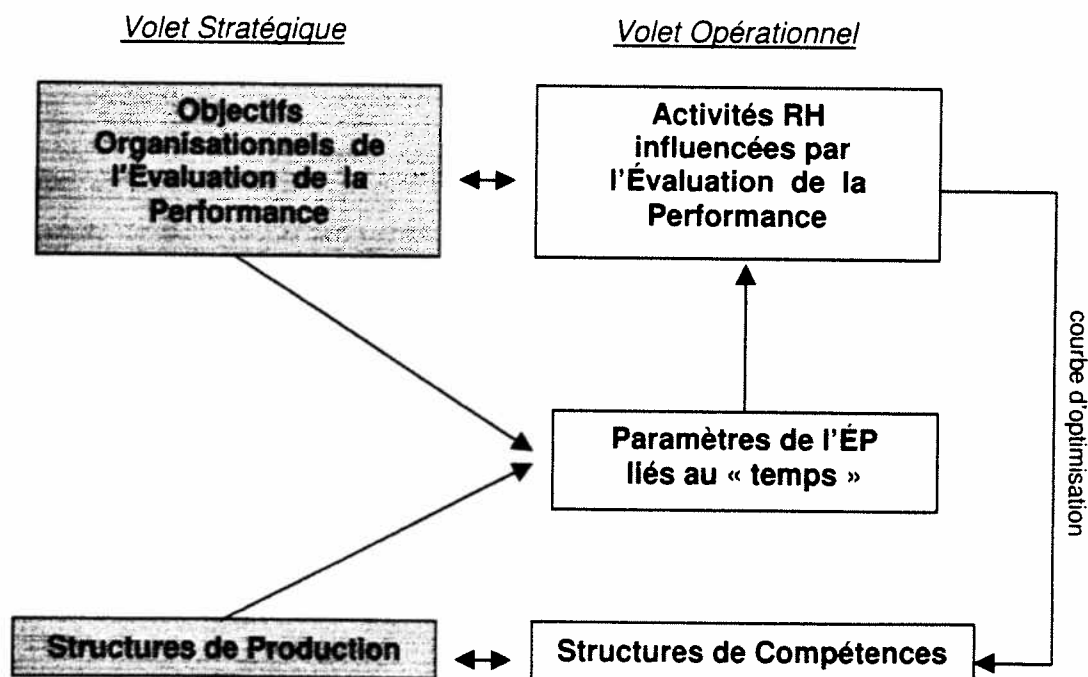 Volet Stratégique
Volet Opérationnel
Objectifs
Organisationnels de
l'Évaluation de la
Performance
Activités RH
influencées par
l'Évaluation de la
Performance
Paramètres de l'ÉP
liés au « temps »
courbe d'optimisation
Structures de Production
Structures de Compétences